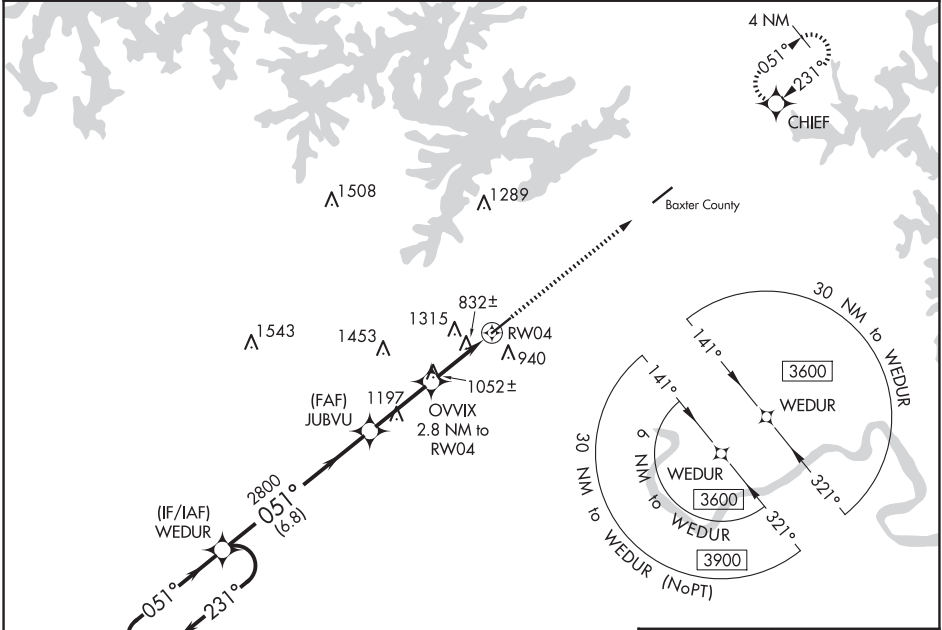 4 NM
051°
231°
CHIEF
1508
1289
Baxter County
832±
1543
1453
1315
RW04
940
1052±
1197
(FAF)
JUBVU
OVVIX
2.8 NM to
RW04
2800
051°
(6.8)
(IF/IAF)
WEDUR
051°
231°
30 NM to WEDUR
141°
3600
WEDUR
321°
141°
30 NM to WEDUR (NoPT)
6 NM to WEDUR
WEDUR
3600
321°
3900